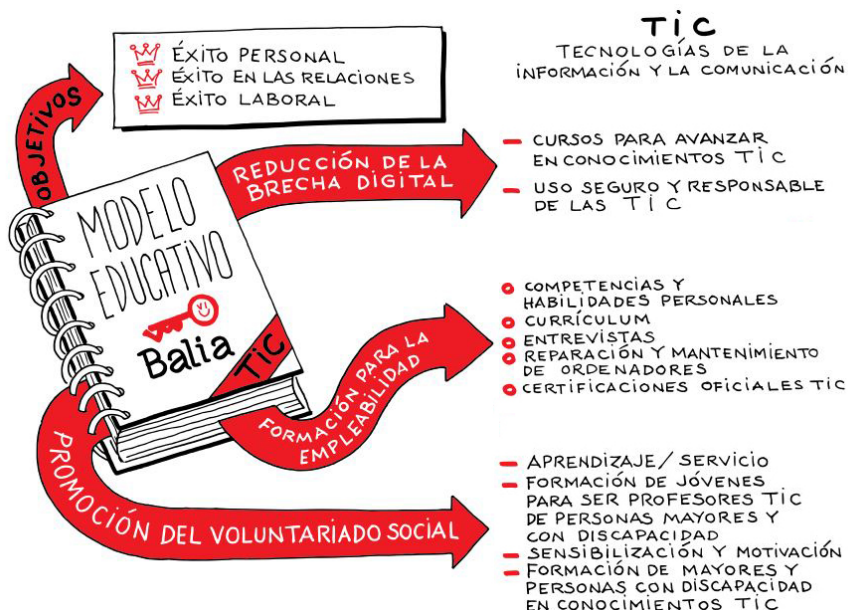 OBJETIVOS
ÉXITO PERSONAL
ÉXITO EN LAS RELACIONES
ÉXITO LABORAL
TiC
TECNOLOGÍAS DE LA
INFORMACIÓN Y LA COMUNICACIÓN
MODELO
EDUCATIVO
Balia
TiC
REDUCCIÓN DE LA
BRECHA DIGITAL
- CURSOS PARA AVANZAR
EN CONOCIMIENTOS TiC
- USO SEGURO Y RESPONSABLE
DE LAS TiC
FORMACIÓN PARA LA
EMPLEABILIDAD
COMPETENCIAS Y
HABILIDADES PERSONALES
CURRÍCULUM
ENTREVISTAS
REPARACIÓN Y MANTENIMIENTO
DE ORDENADORES
CERTIFICACIONES OFICIALES TiC
PROMOCIÓN DEL VOLUNTARIADO SOCIAL
- APRENDIZAJE/SERVICIO
- FORMACIÓN DE JÓVENES
PARA SER PROFESORES TiC
DE PERSONAS MAYORES Y
CON DISCAPACIDAD
- SENSIBILIZACIÓN Y MOTIVACIÓN
- FORMACIÓN DE MAYORES Y
PERSONAS CON DISCAPACIDAD
EN CONOCIMIENTOS TiC